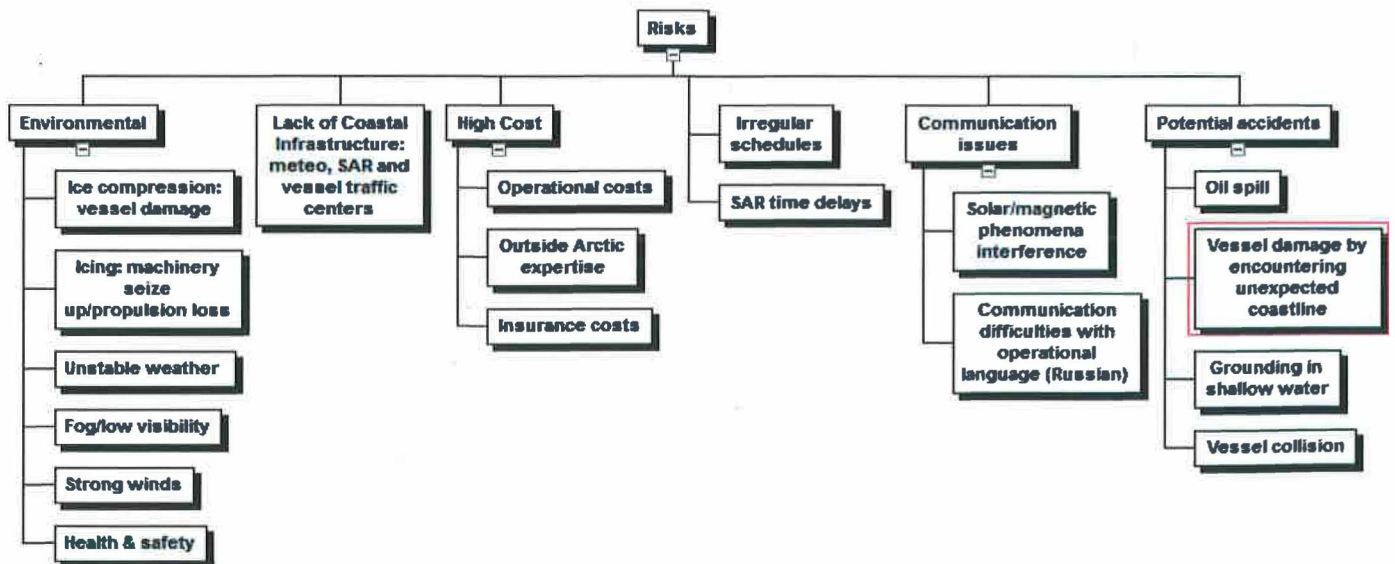 Risks
Environmental
Ice compression:
vessel damage
Icing: machinery
seize
up/propulsion loss
Unstable weather
Fog/low visibility
Strong winds
Health & safety
Lack of Coastal
Infrastructure:
meteo, SAR and
vessel traffic
centers
High Cost
Operational costs
Outside Arctic
expertise
Insurance costs
Irregular
schedules
SAR time delays
Communication
issues
Solar/magnetic
phenomena
interference
Communication
difficulties with
operational
language (Russian)
Potential accidents
Oil spill
Vessel damage by
encountering
unexpected
coastline
Grounding in
shallow water
Vessel collision